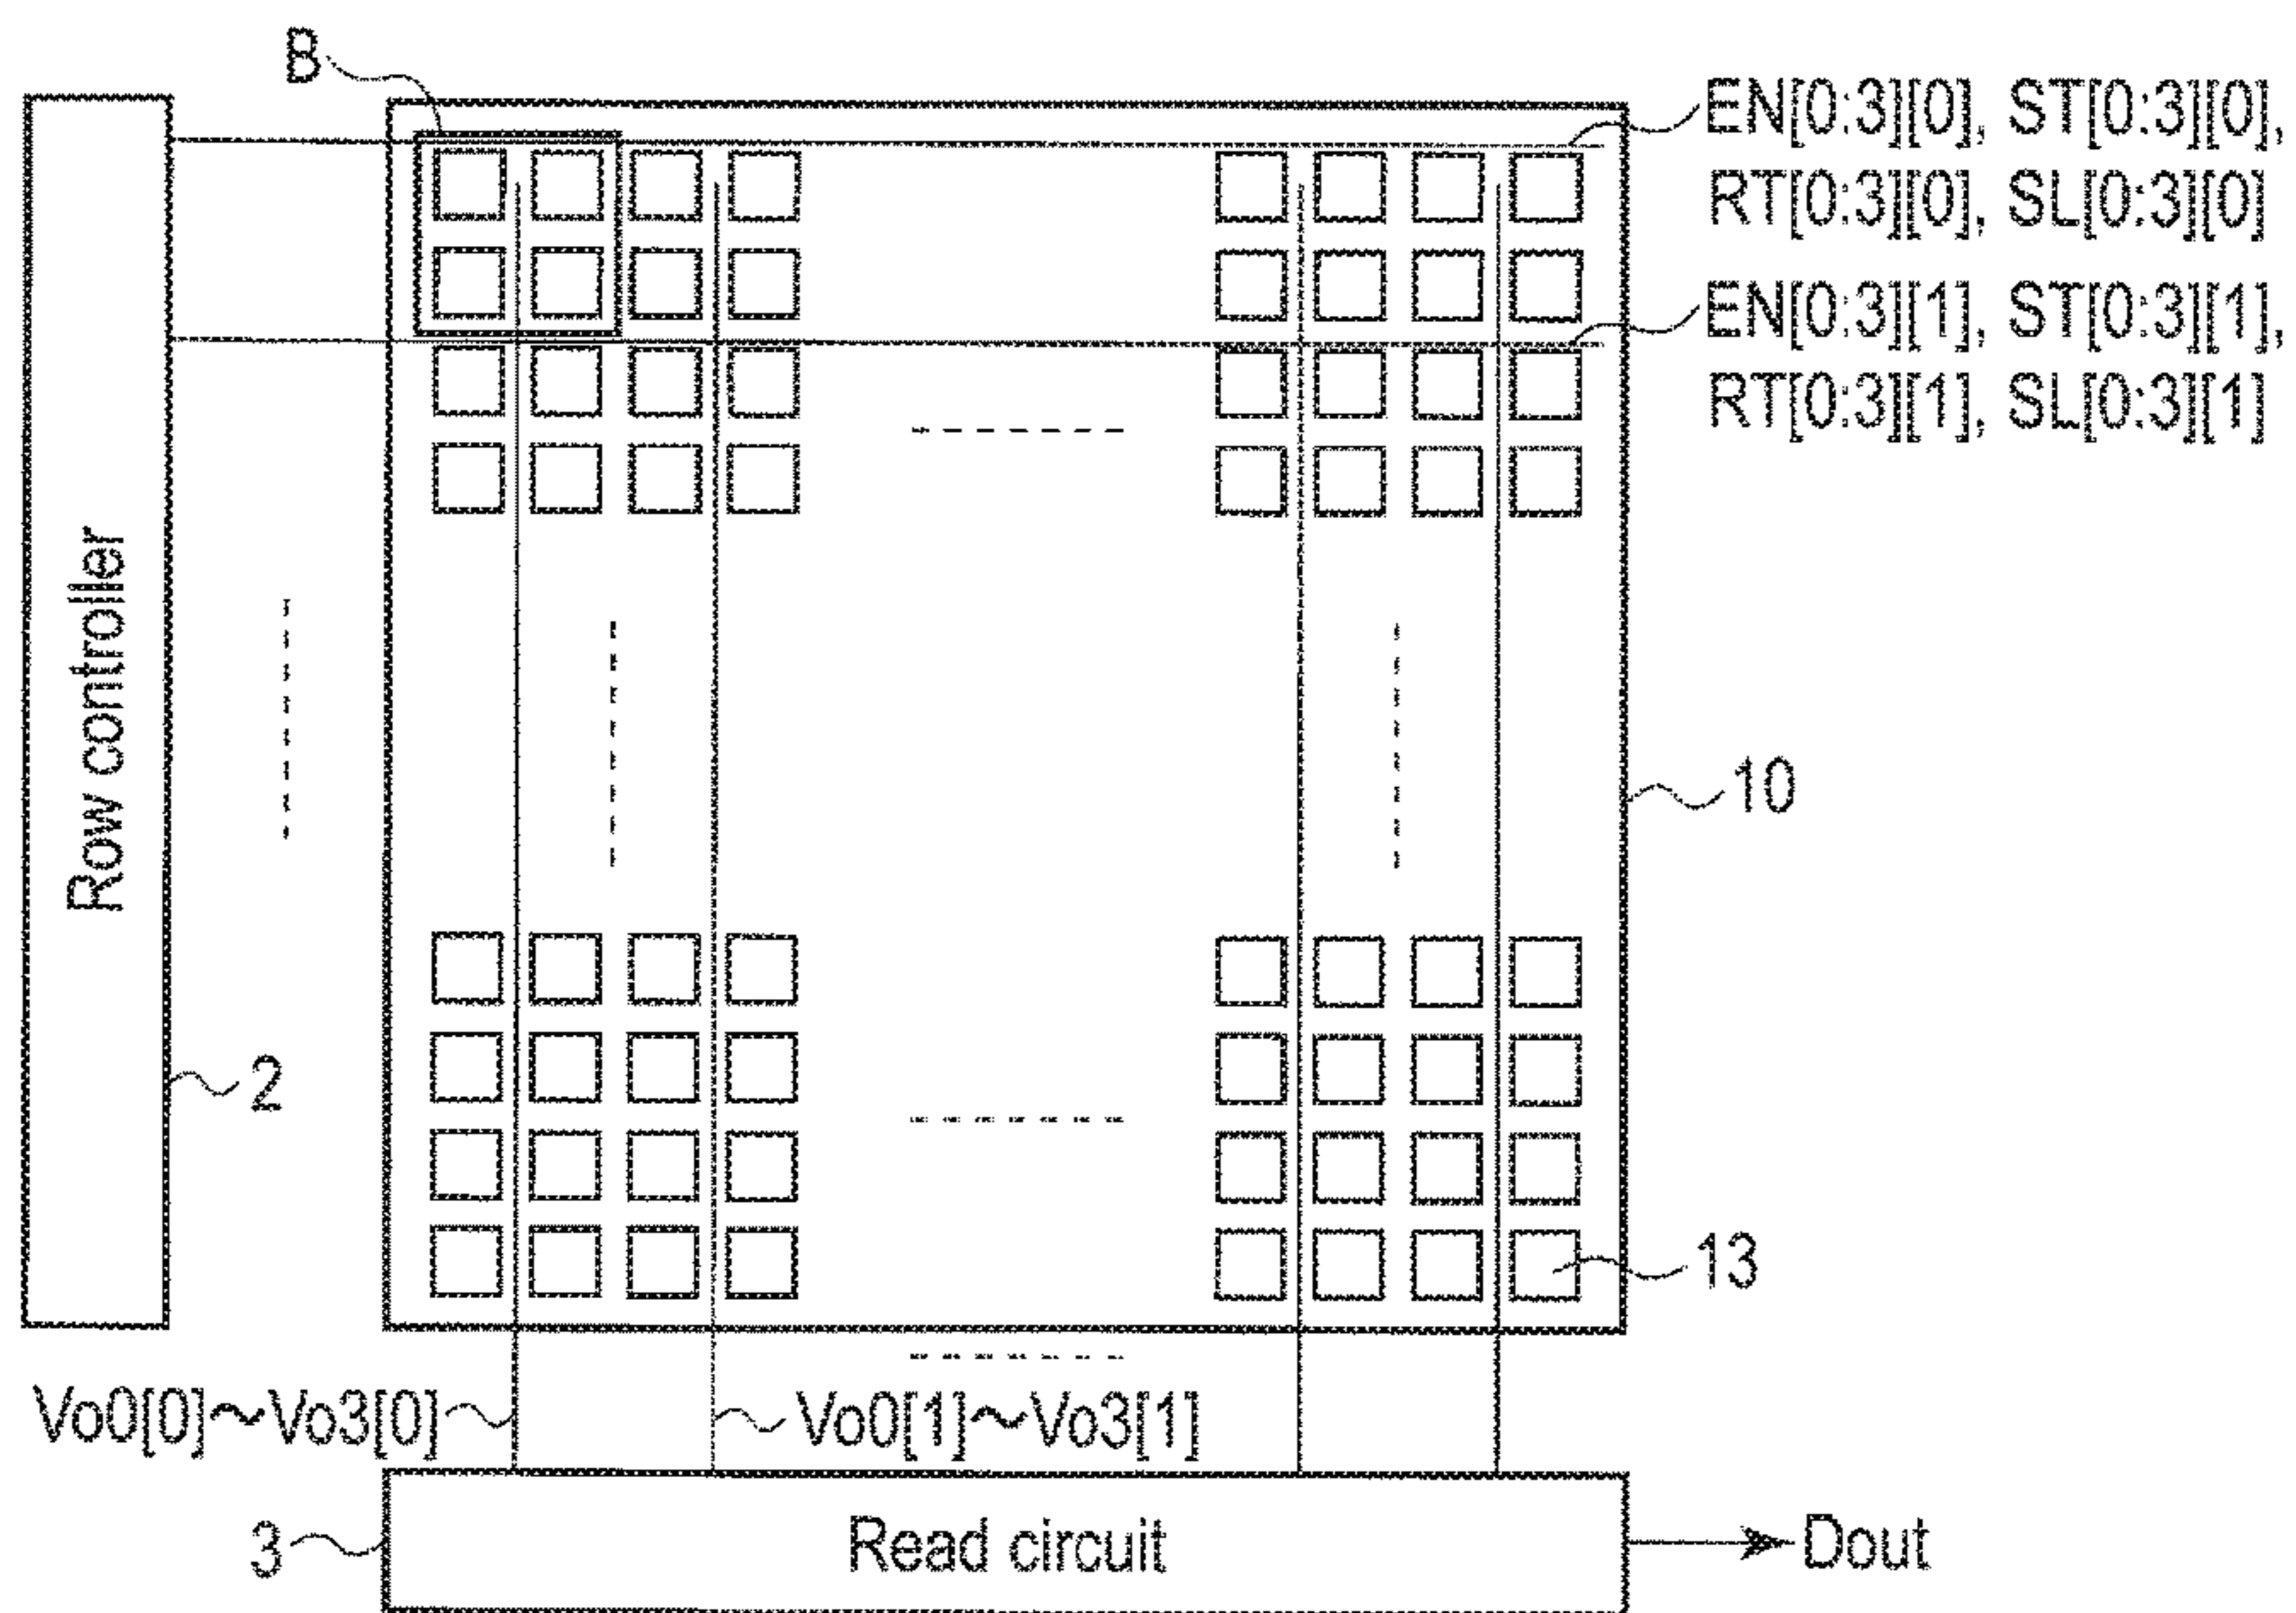 B
EN[0:3][0], ST[0:3][0],
RT[0:3][0], SL[0:3][0]
EN[0:3][1], ST[0:3][1],
RT[0:3][1], SL[0:3][1]
Row controller
10
2
13
Vo0[0]~Vo3[0]
Vo0[1]~Vo3[1]
3
Read circuit
Dout